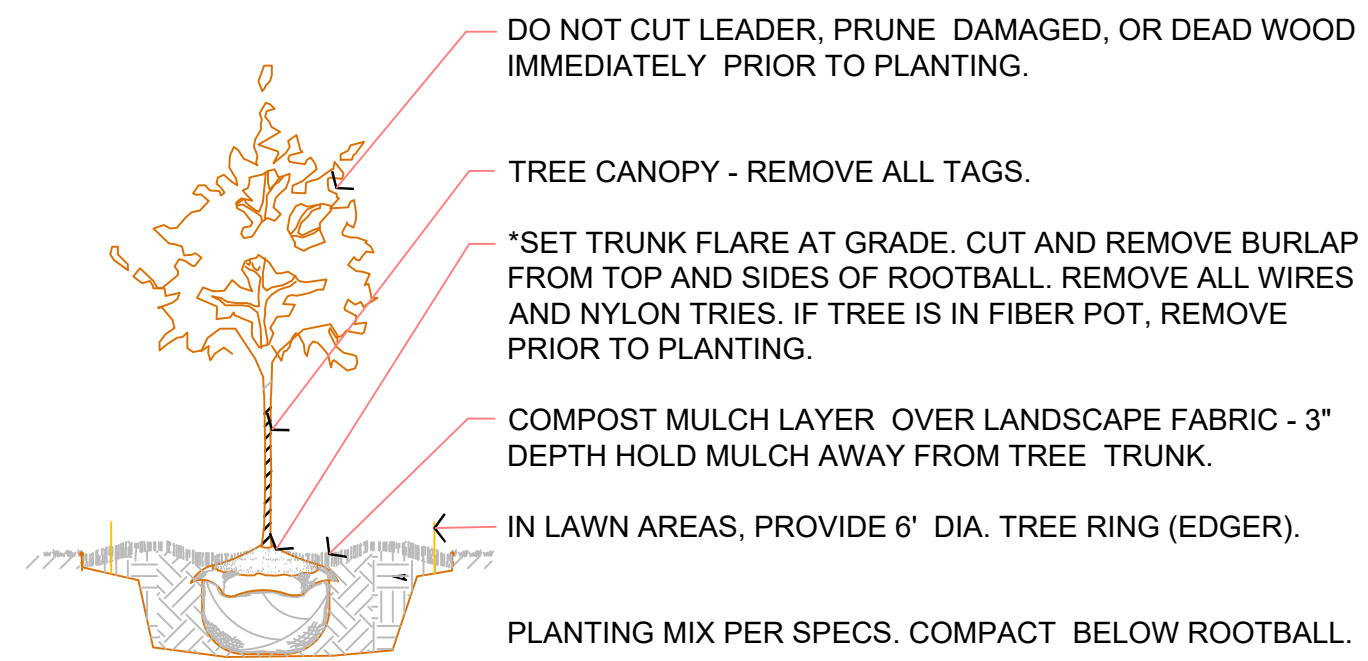 DO NOT CUT LEADER, PRUNE DAMAGED, OR DEAD WOOD
IMMEDIATELY PRIOR TO PLANTING.
TREE CANOPY - REMOVE ALL TAGS.
*SET TRUNK FLARE AT GRADE. CUT AND REMOVE BURLAP
FROM TOP AND SIDES OF ROOTBALL. REMOVE ALL WIRES
AND NYLON TRIES. IF TREE IS IN FIBER POT, REMOVE
PRIOR TO PLANTING.
COMPOST MULCH LAYER OVER LANDSCAPE FABRIC - 3"
DEPTH HOLD MULCH AWAY FROM TREE TRUNK.
IN LAWN AREAS, PROVIDE 6' DIA. TREE RING (EDGER).
PLANTING MIX PER SPECS. COMPACT BELOW ROOTBALL.